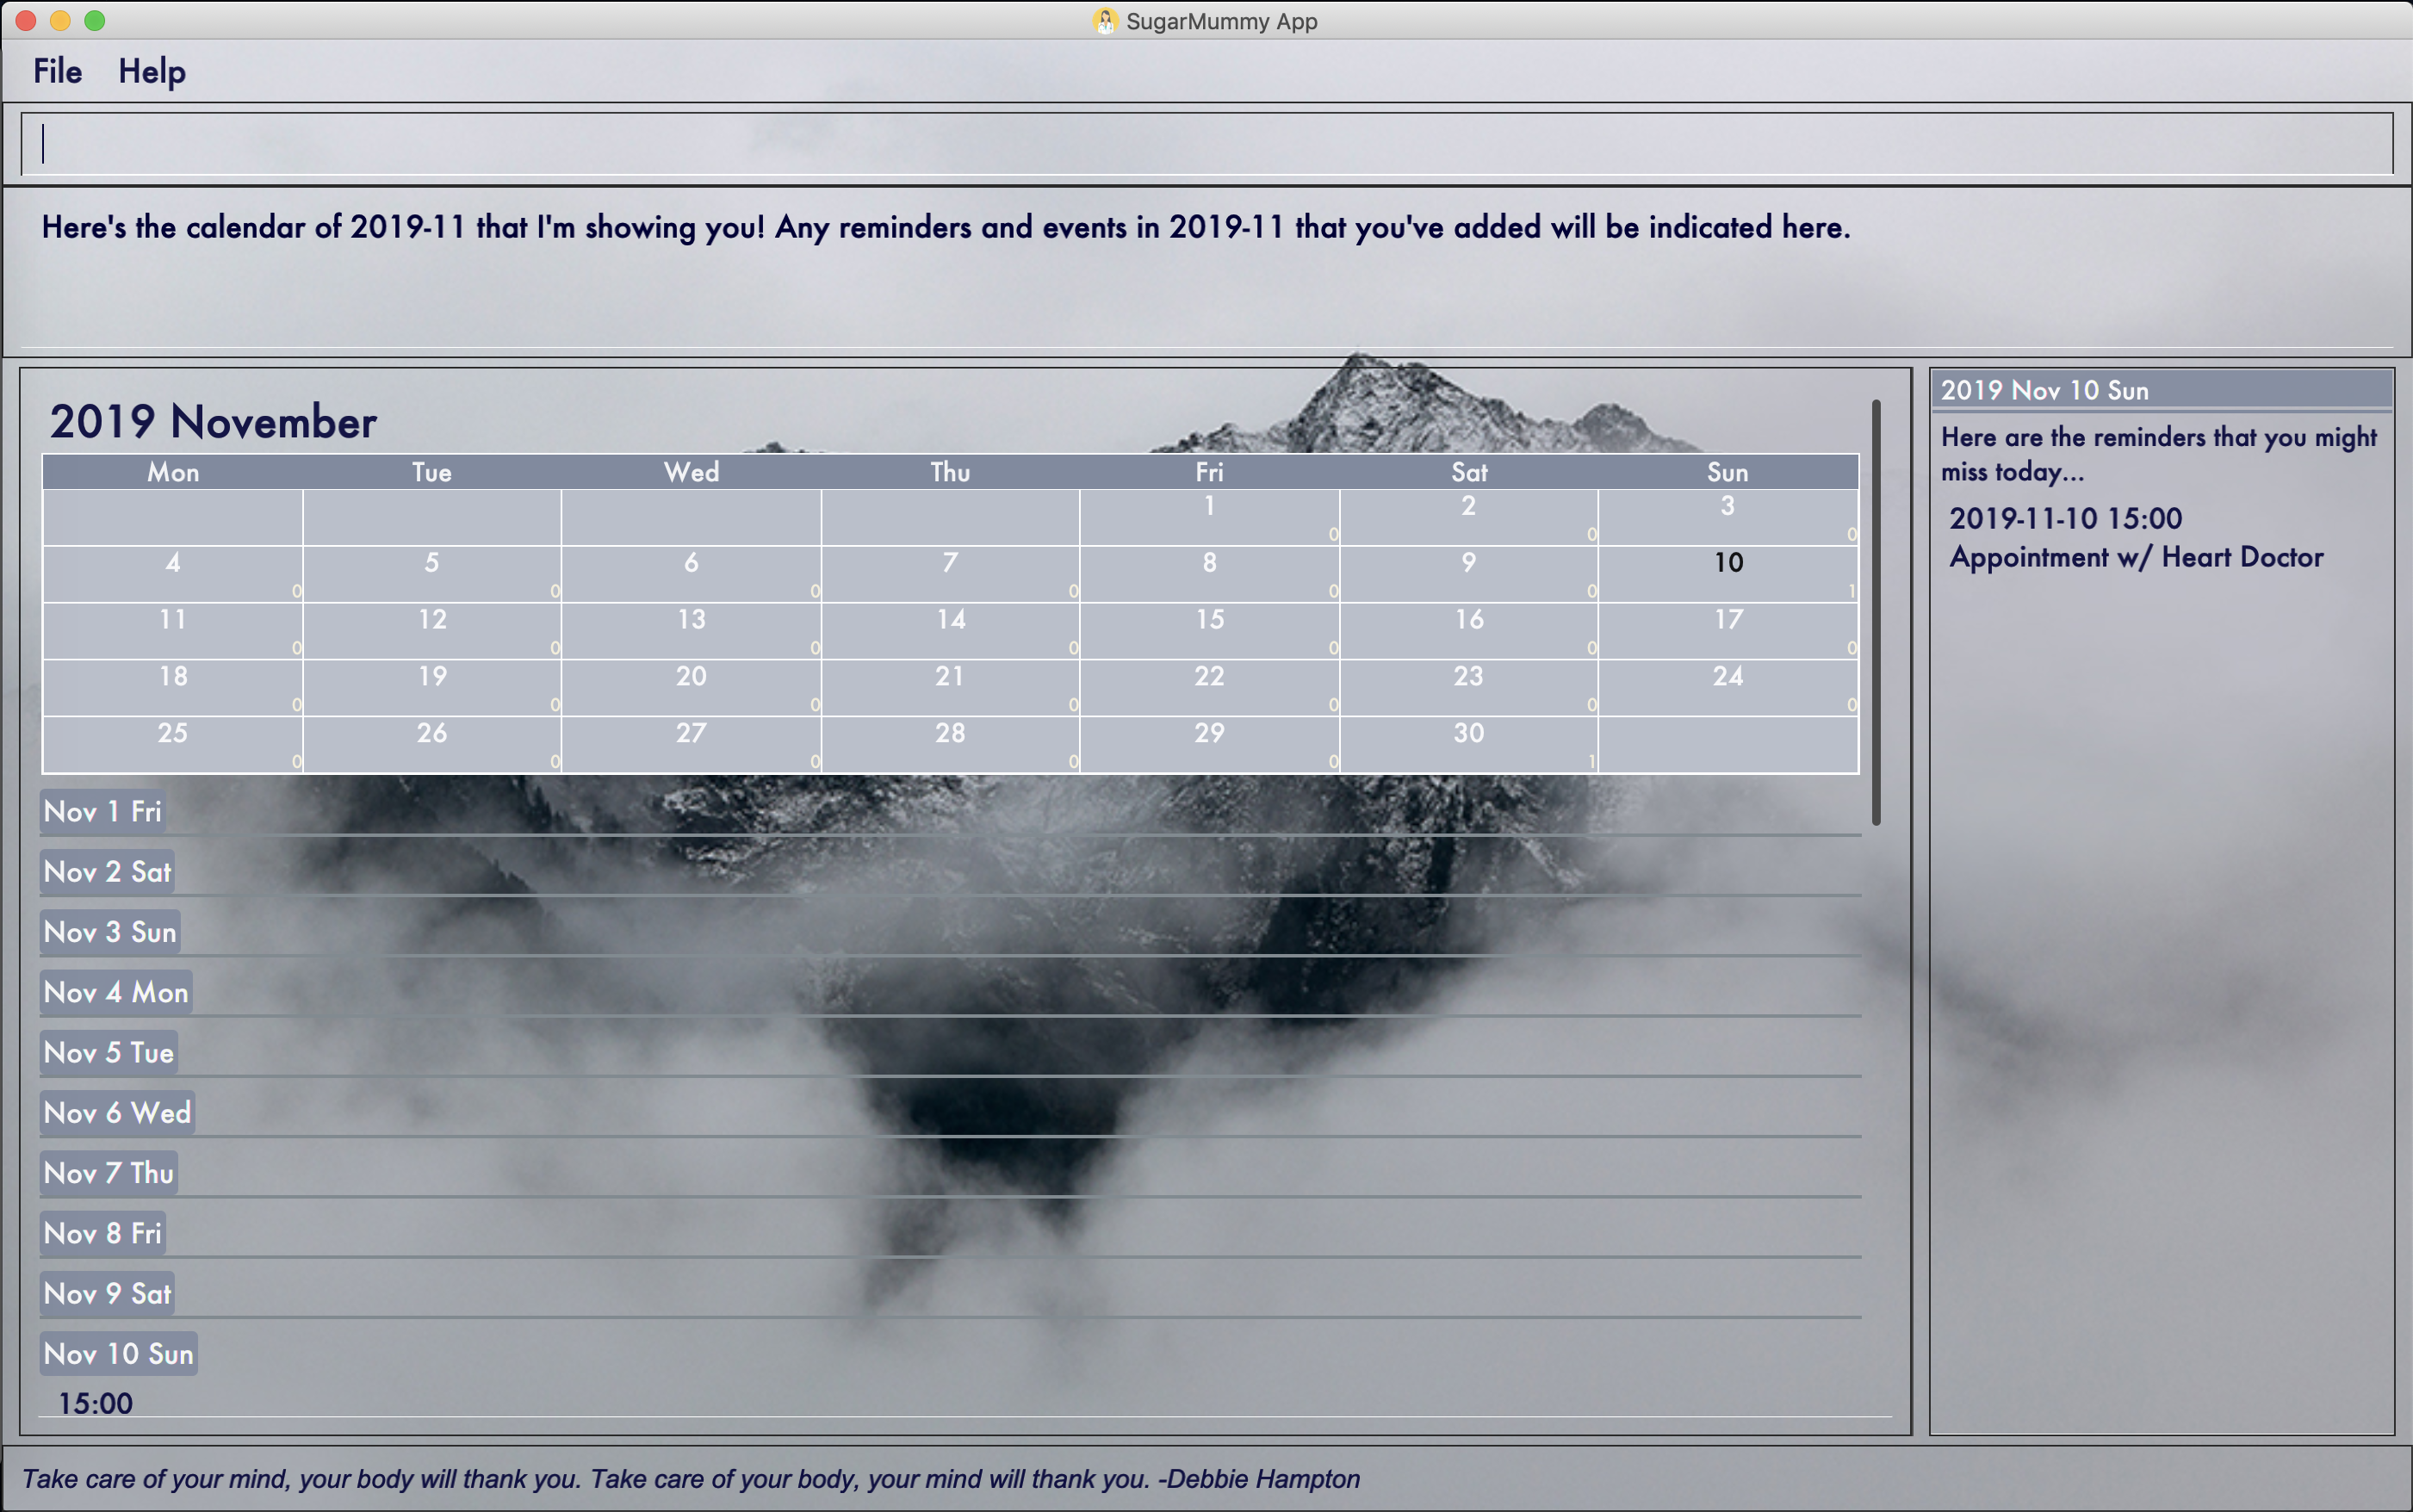 SugarMummy App
File Help
Here's the calendar of 2019-11 that I'm showing you! Any reminders and events in 2019-11 that you've added will be indicated here.
2019 November
Mon Tue Wed Thu Fri Sat Sun
1 2 3
0 0 0
4 5 6 7 8 9 10
0 0 0 0 0 0 1
11 12 13 14 15 16 17
0 0 0 0 0 0 0
18 19 20 21 22 23 24
0 0 0 0 0 0 0
25 26 27 28 29 30
0 0 0 0 0 1
Nov 1 Fri
Nov 2 Sat
Nov 3 Sun
Nov 4 Mon
Nov 5 Tue
Nov 6 Wed
Nov 7 Thu
Nov 8 Fri
Nov 9 Sat
Nov 10 Sun
15:00
2019 Nov 10 Sun
Here are the reminders that you might
miss today...
2019-11-10 15:00
Appointment w/ Heart Doctor
Take care of your mind, your body will thank you. Take care of your body, your mind will thank you. -Debbie Hampton